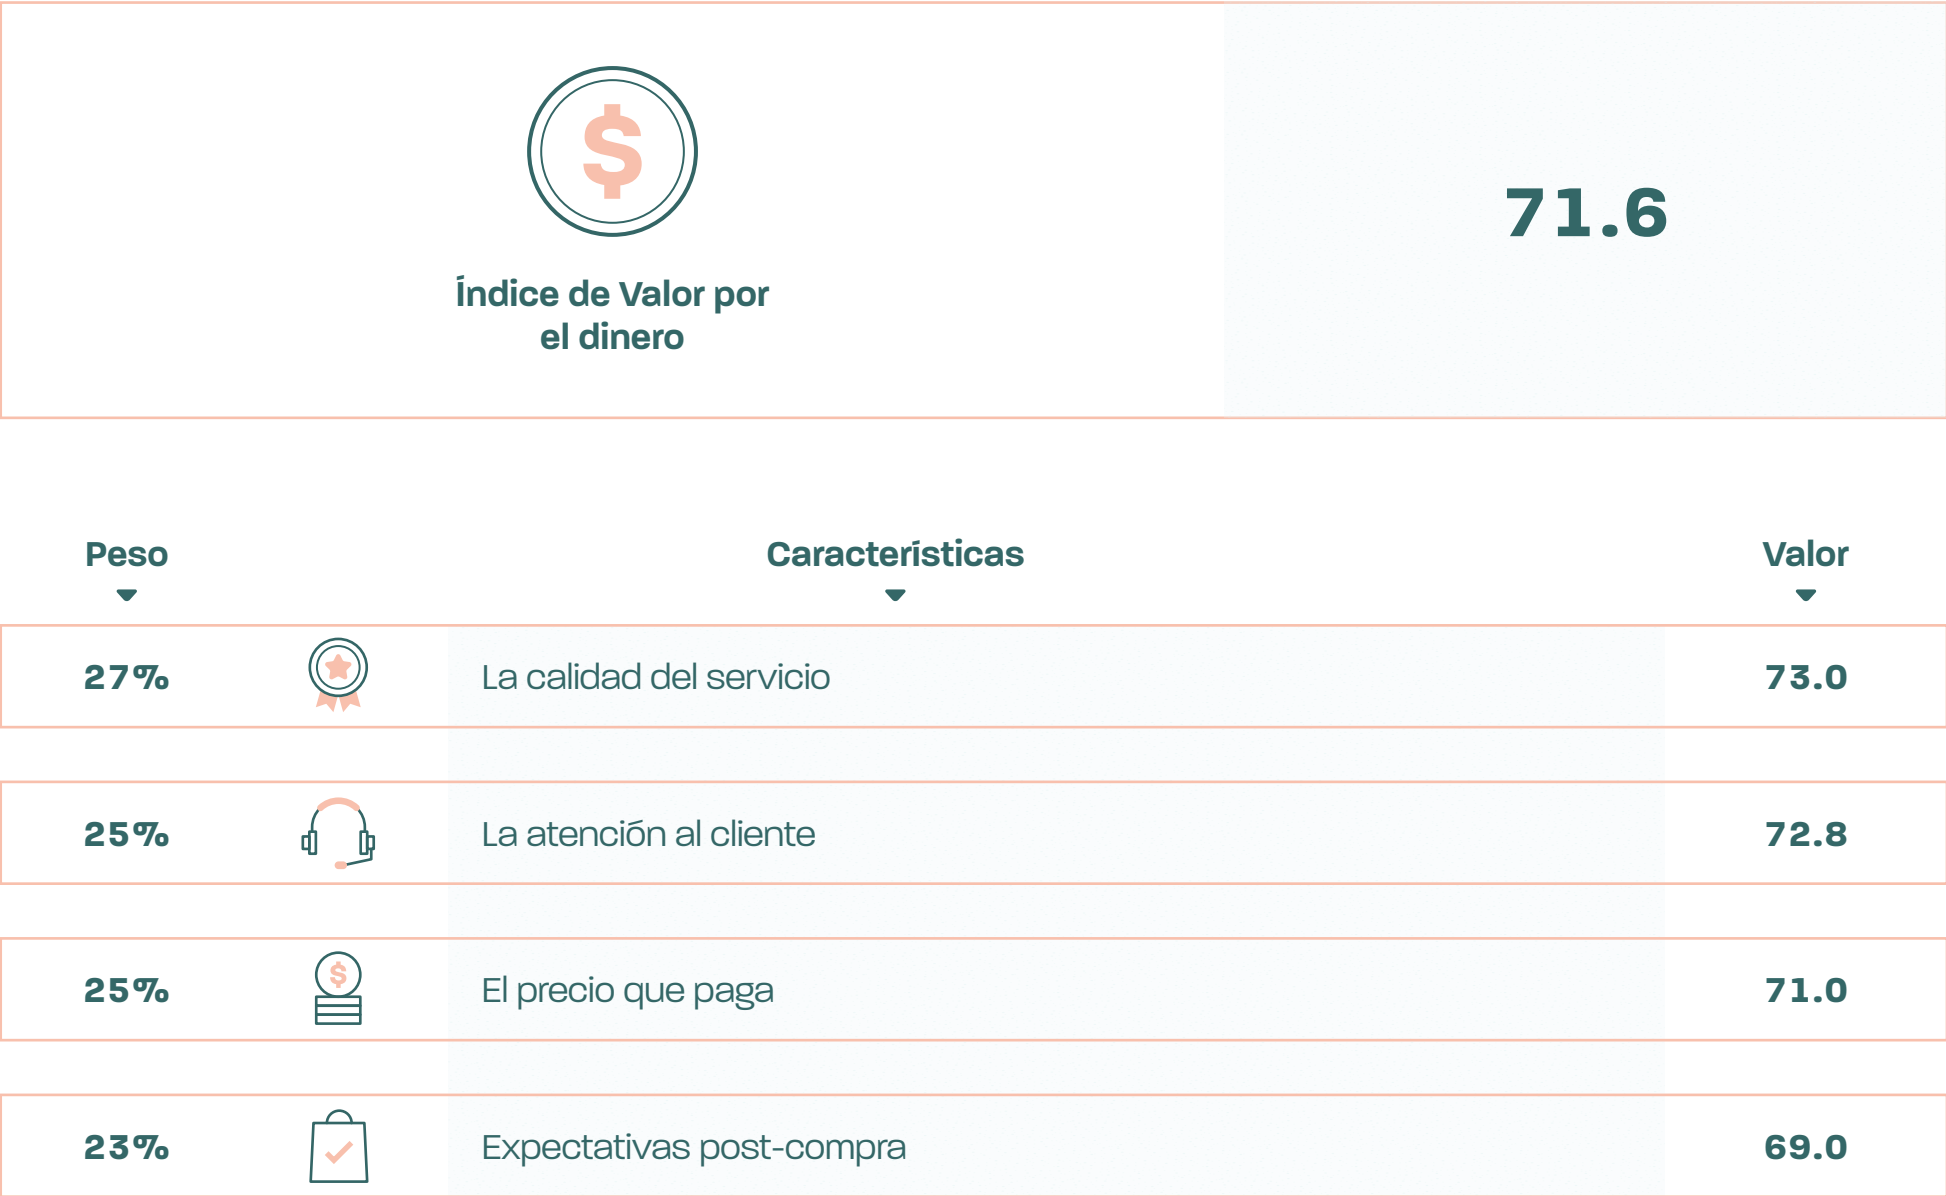 $
Índice de Valor por
el dinero
71.6
Peso Características Valor
27% La calidad del servicio 73.0
25% La atención al cliente 72.8
$
25% El precio que paga 71.0
23% Expectativas post-compra 69.0